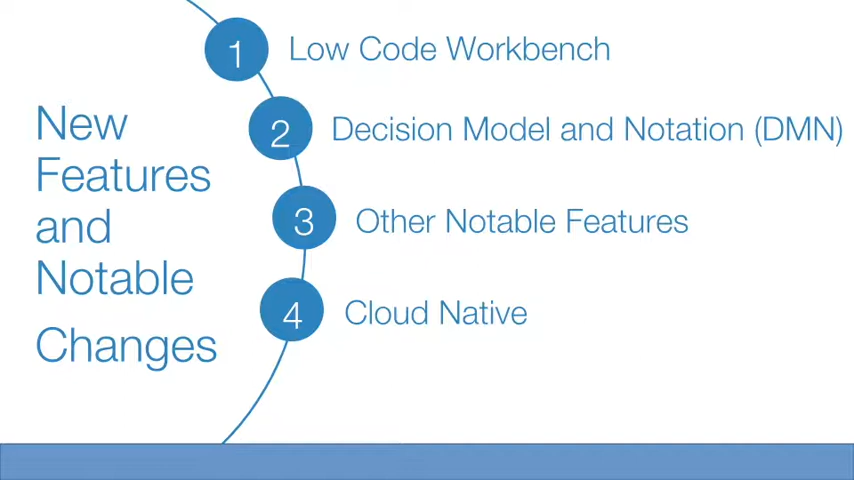 New
Features
and
Notable
Changes
1 Low Code Workbench
2 Decision Model and Notation (DMN)
3 Other Notable Features
4 Cloud Native